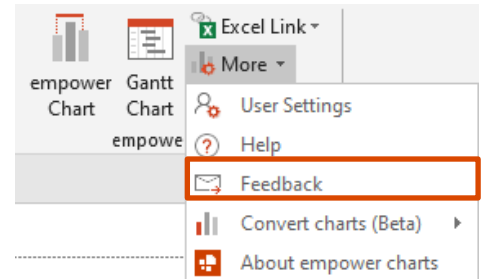 Excel Link
More
empower Chart
Gantt Chart
empowe
User Settings
Help
Feedback
Convert charts (Beta)
About empower charts